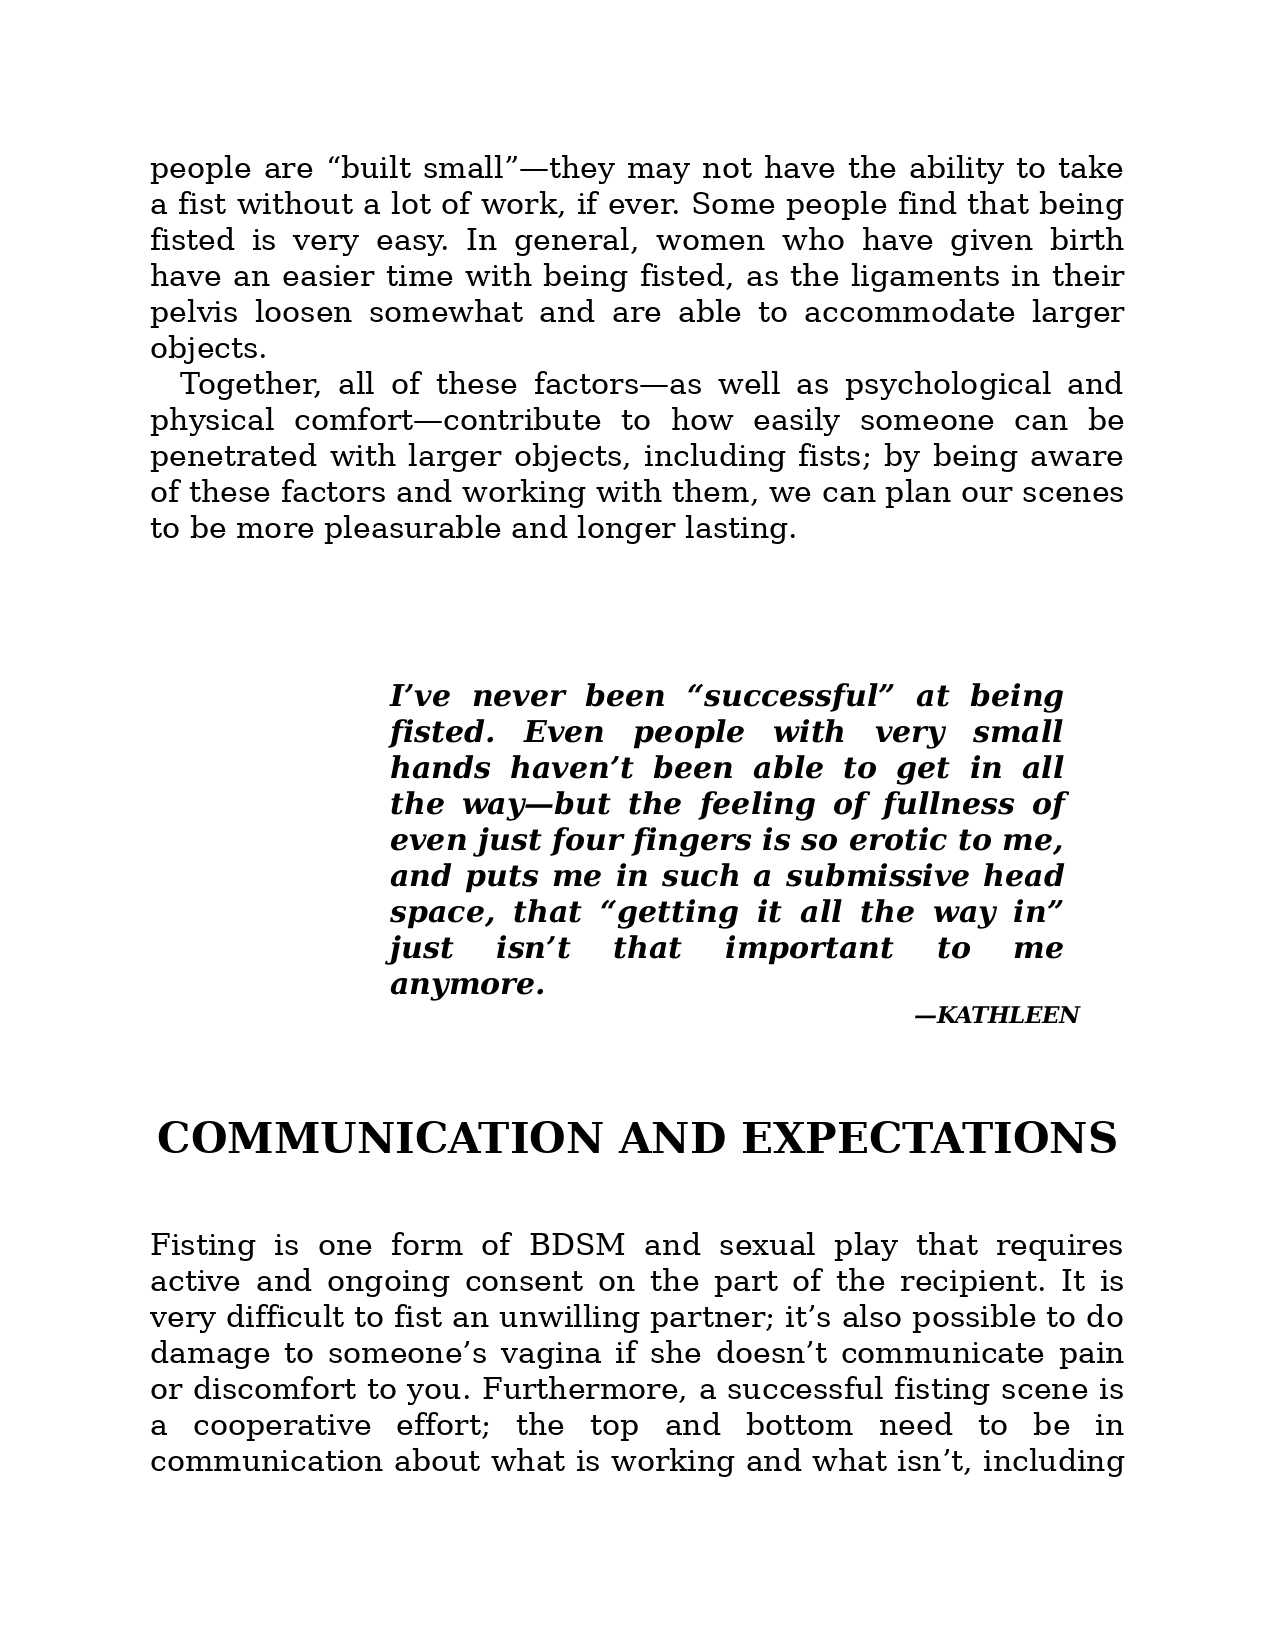 people are “built small”—they may not have the ability to take
a fist without a lot of work, if ever. Some people find that being
fisted is very easy. In general, women who have given birth
have an easier time with being fisted, as the ligaments in their
pelvis loosen somewhat and are able to accommodate larger
objects.
Together, all of these factors—as well as psychological and
physical comfort—contribute to how easily someone can be
penetrated with larger objects, including fists; by being aware
of these factors and working with them, we can plan our scenes
to be more pleasurable and longer lasting.
I’ve never been “successful” at being
fisted. Even people with very small
hands haven’t been able to get in all
the way—but the feeling of fullness of
even just four fingers is so erotic to me,
and puts me in such a submissive head
space, that “getting it all the way in”
just isn’t that important to me
anymore.
—KATHLEEN
COMMUNICATION AND EXPECTATIONS
Fisting is one form of BDSM and sexual play that requires
active and ongoing consent on the part of the recipient. It is
very difficult to fist an unwilling partner; it’s also possible to do
damage to someone’s vagina if she doesn’t communicate pain
or discomfort to you. Furthermore, a successful fisting scene is
a cooperative effort; the top and bottom need to be in
communication about what is working and what isn’t, including